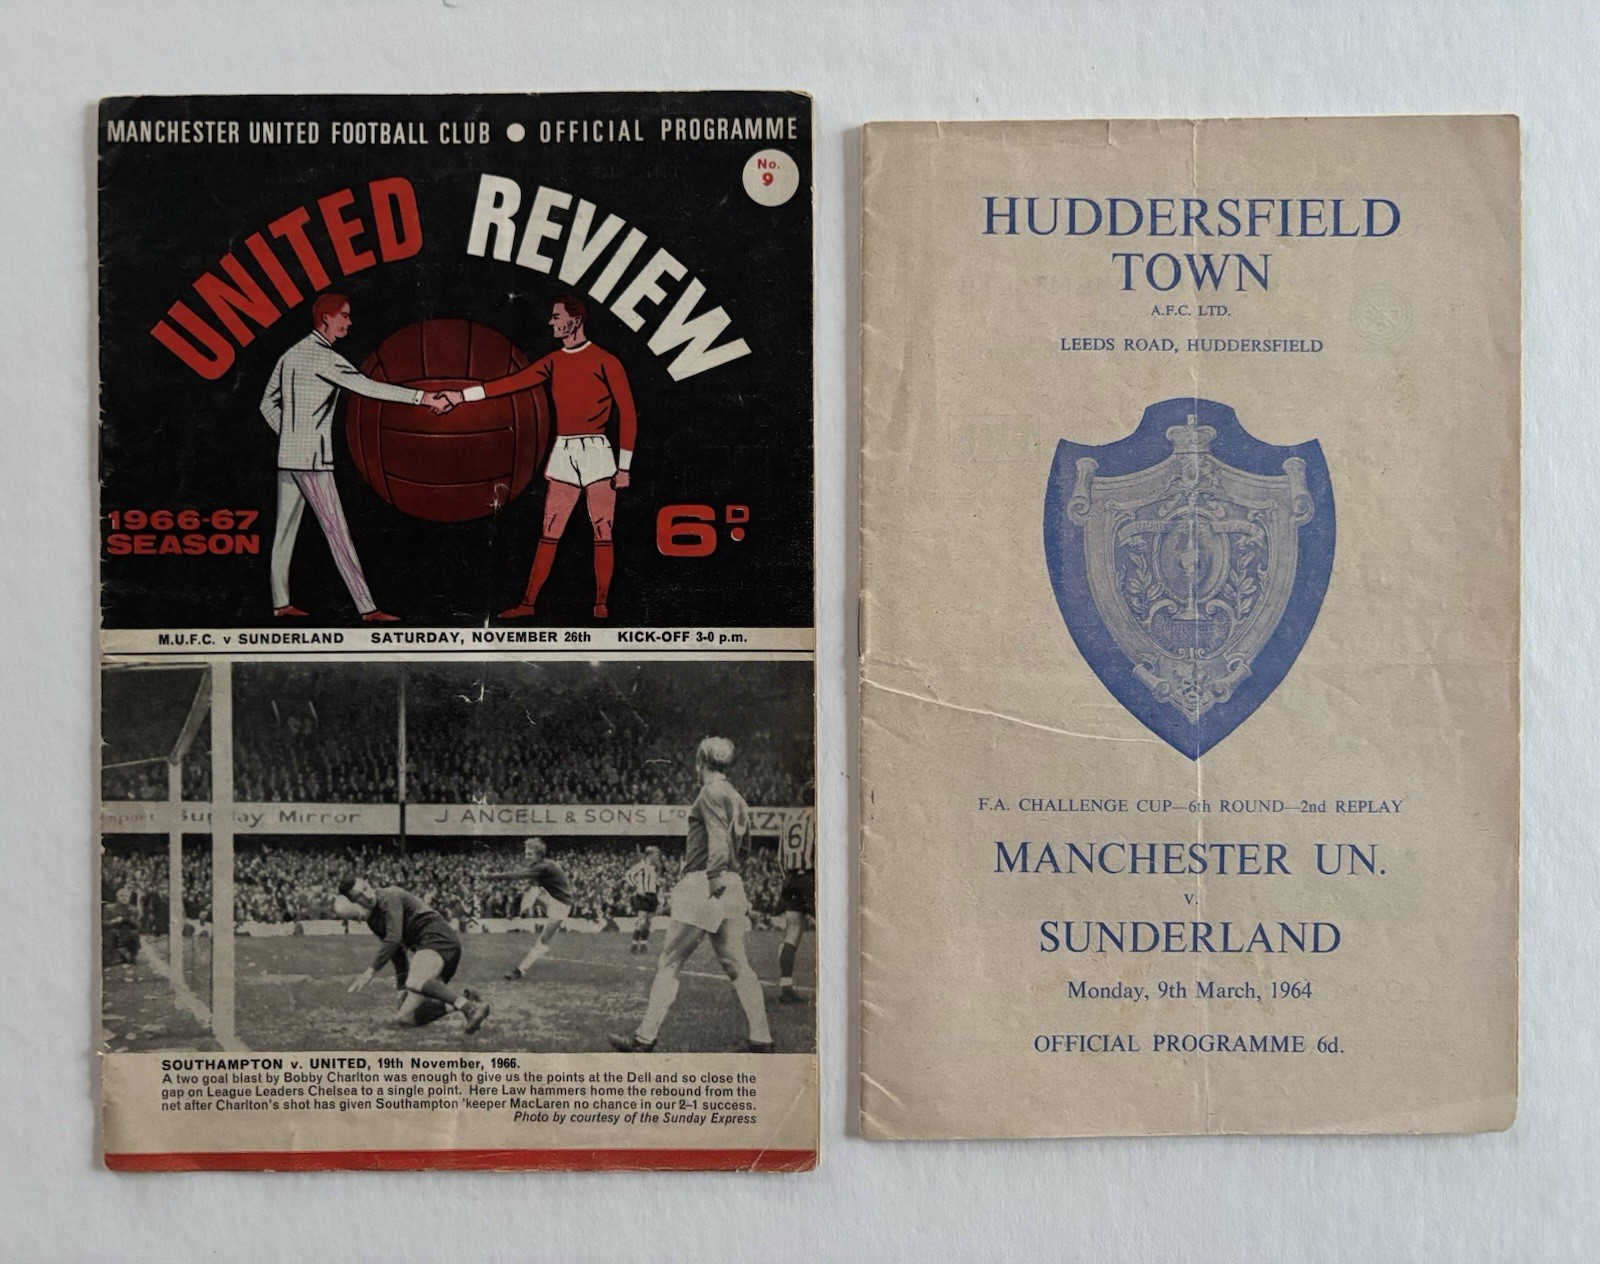 MANCHESTER UNITED FOOTBALL CLUB ● OFFICIAL PROGRAMME
No.
9
UNITED REVIEW
1966-67
SEASON
6D.
M.U.F.C. v SUNDERLAND SATURDAY, NOVEMBER 26th KICK-OFF 3-0 p.m.
Mirror
J. ANGELL & SONS LTD
6
SOUTHAMPTON v. UNITED, 19th November, 1966.
A two goal blast by Bobby Charlton was enough to give us the points at the Dell and so close the
gap on League Leaders Chelsea to a single point. Here Law hammers home the rebound from the
net after Charlton's shot has given Southampton 'keeper MacLaren no chance in our 2–1 success.
Photo by courtesy of the Sunday Express
HUDDERSFIELD
TOWN
A.F.C. LTD.
LEEDS ROAD, HUDDERSFIELD
F.A. CHALLENGE CUP—6th ROUND—2nd REPLAY
MANCHESTER UN.
v.
SUNDERLAND
Monday, 9th March, 1964
OFFICIAL PROGRAMME 6d.